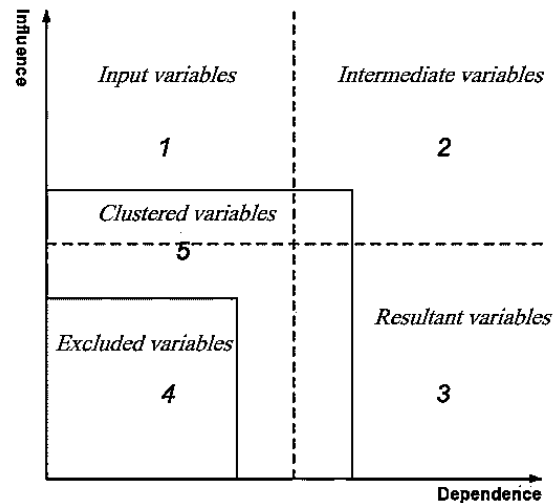 Influence
Input variables
Intermediate variables
1
2
Clustered variables
5
Resultant variables
Excluded variables
4
3
Dependence